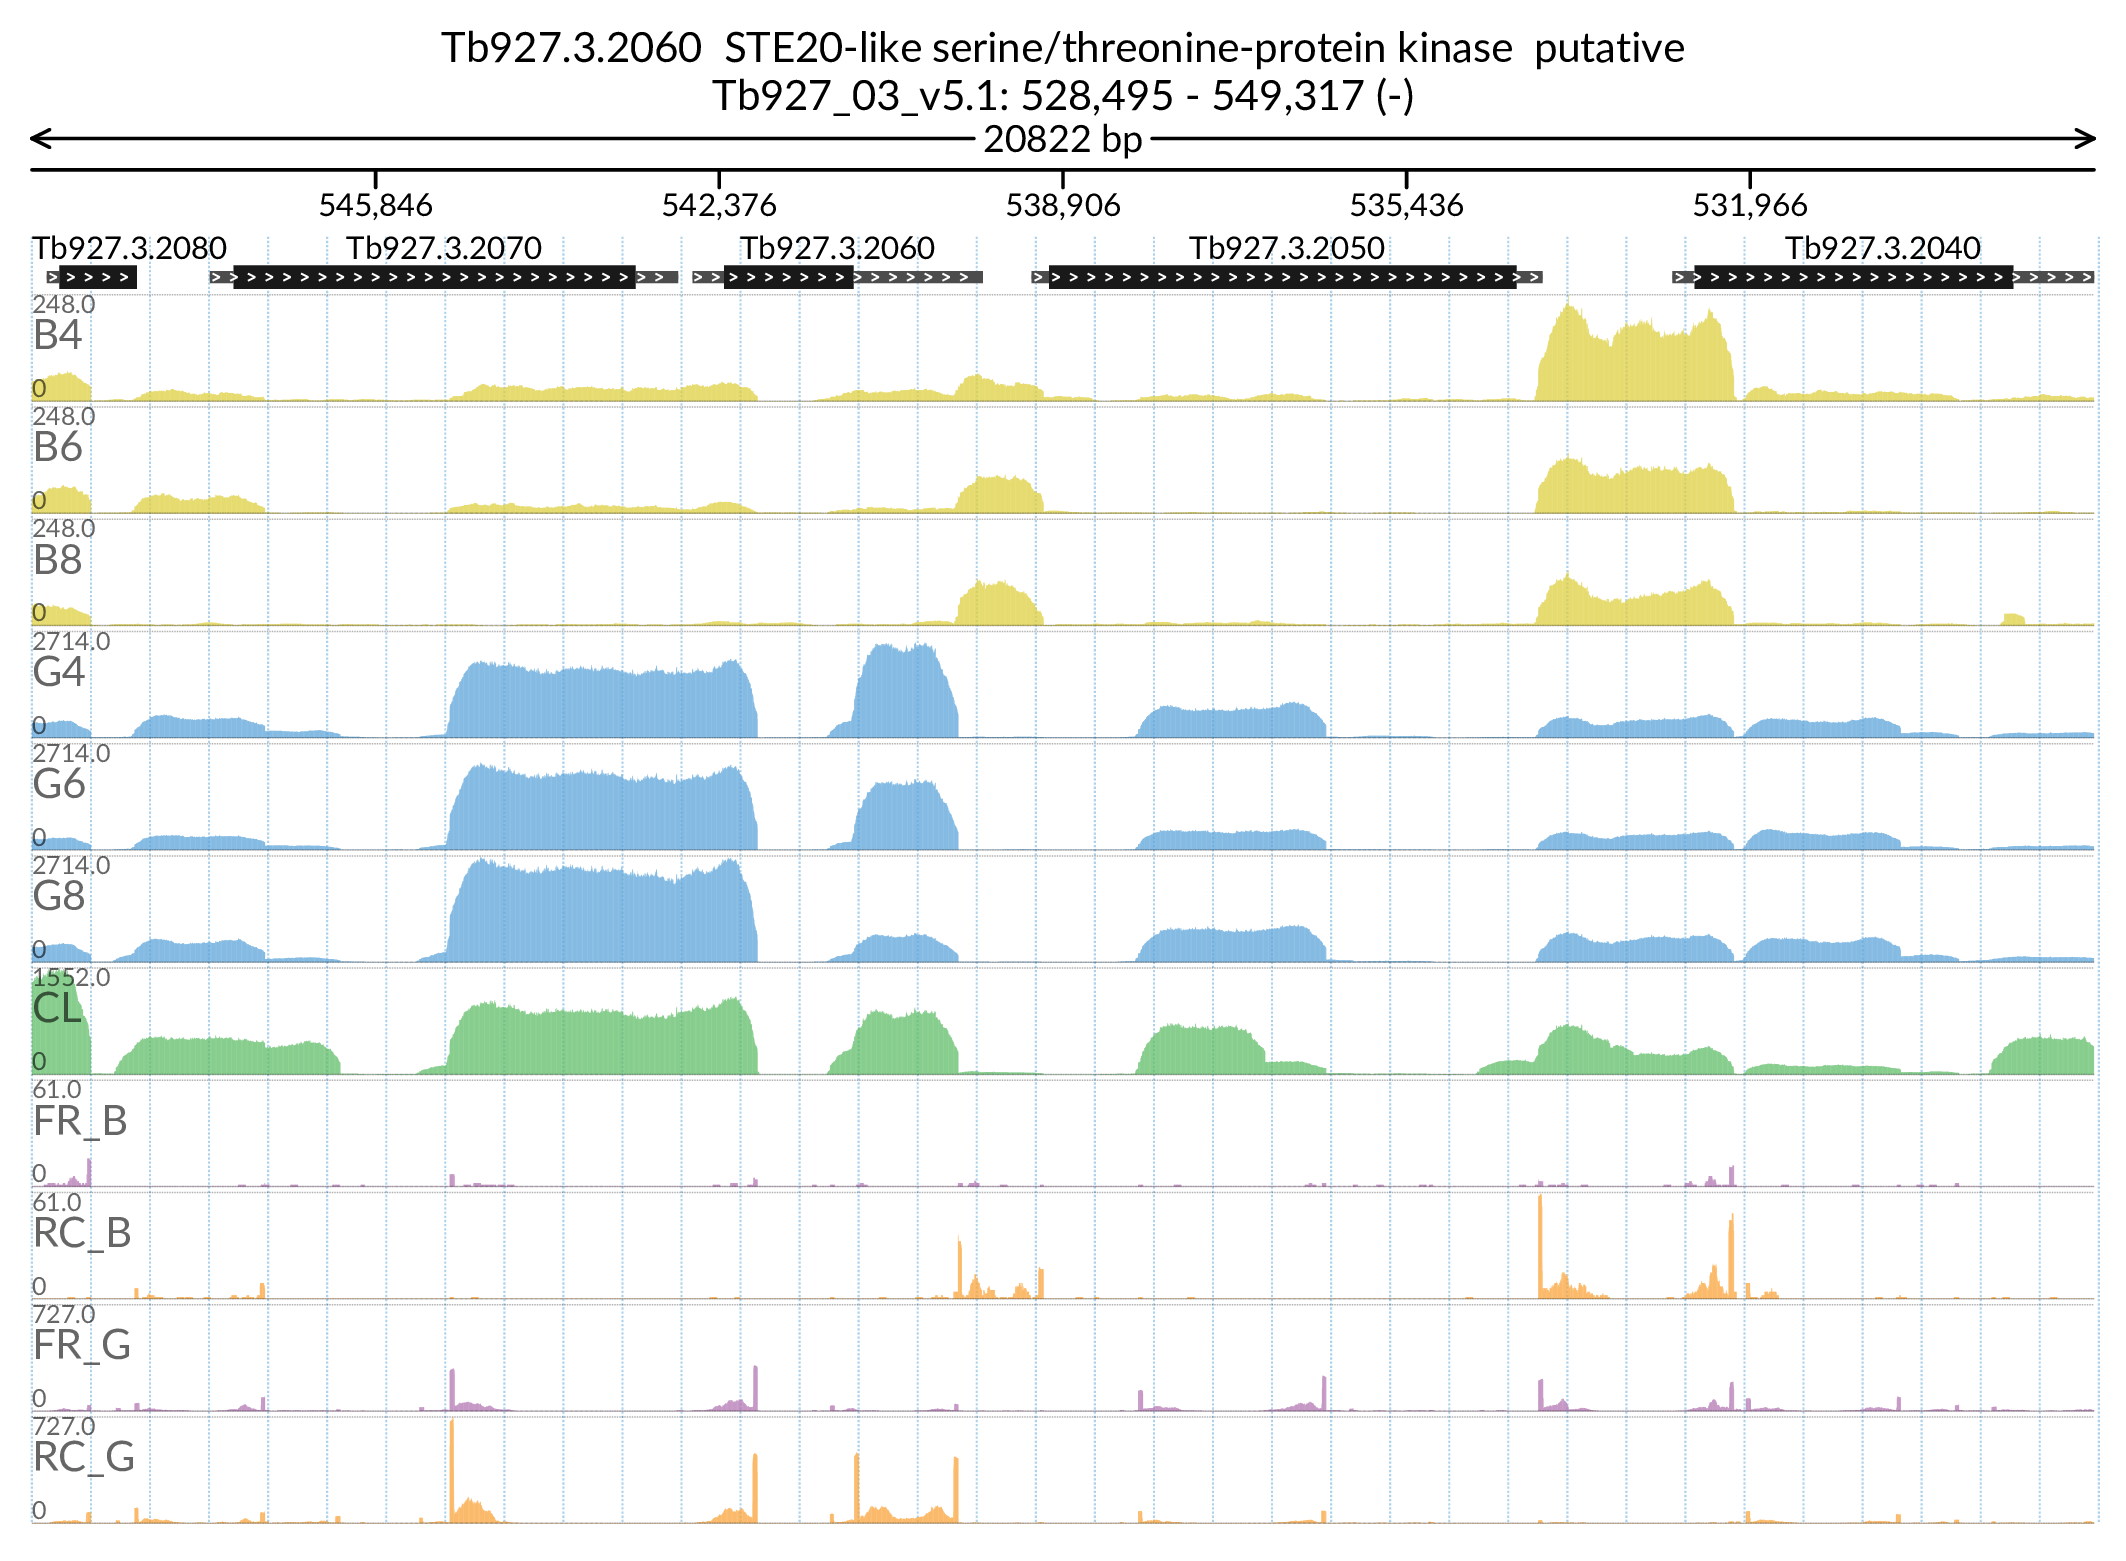 Tb927.3.2060  STE20-like serine/threonine-protein kinase  putative
Tb927_03_v5.1: 528,495 - 549,317 (-)
20822 bp
545,846 542,376 538,906 535,436 531,966
Tb927.3.2080 Tb927.3.2070 Tb927.3.2060 Tb927.3.2050 Tb927.3.2040
248.0
B4
0
248.0
B6
0
248.0
B8
0
2714.0
G4
0
2714.0
G6
0
2714.0
G8
0
1552.0
CL
0
61.0
FR_B
0
61.0
RC_B
0
727.0
FR_G
0
727.0
RC_G
0